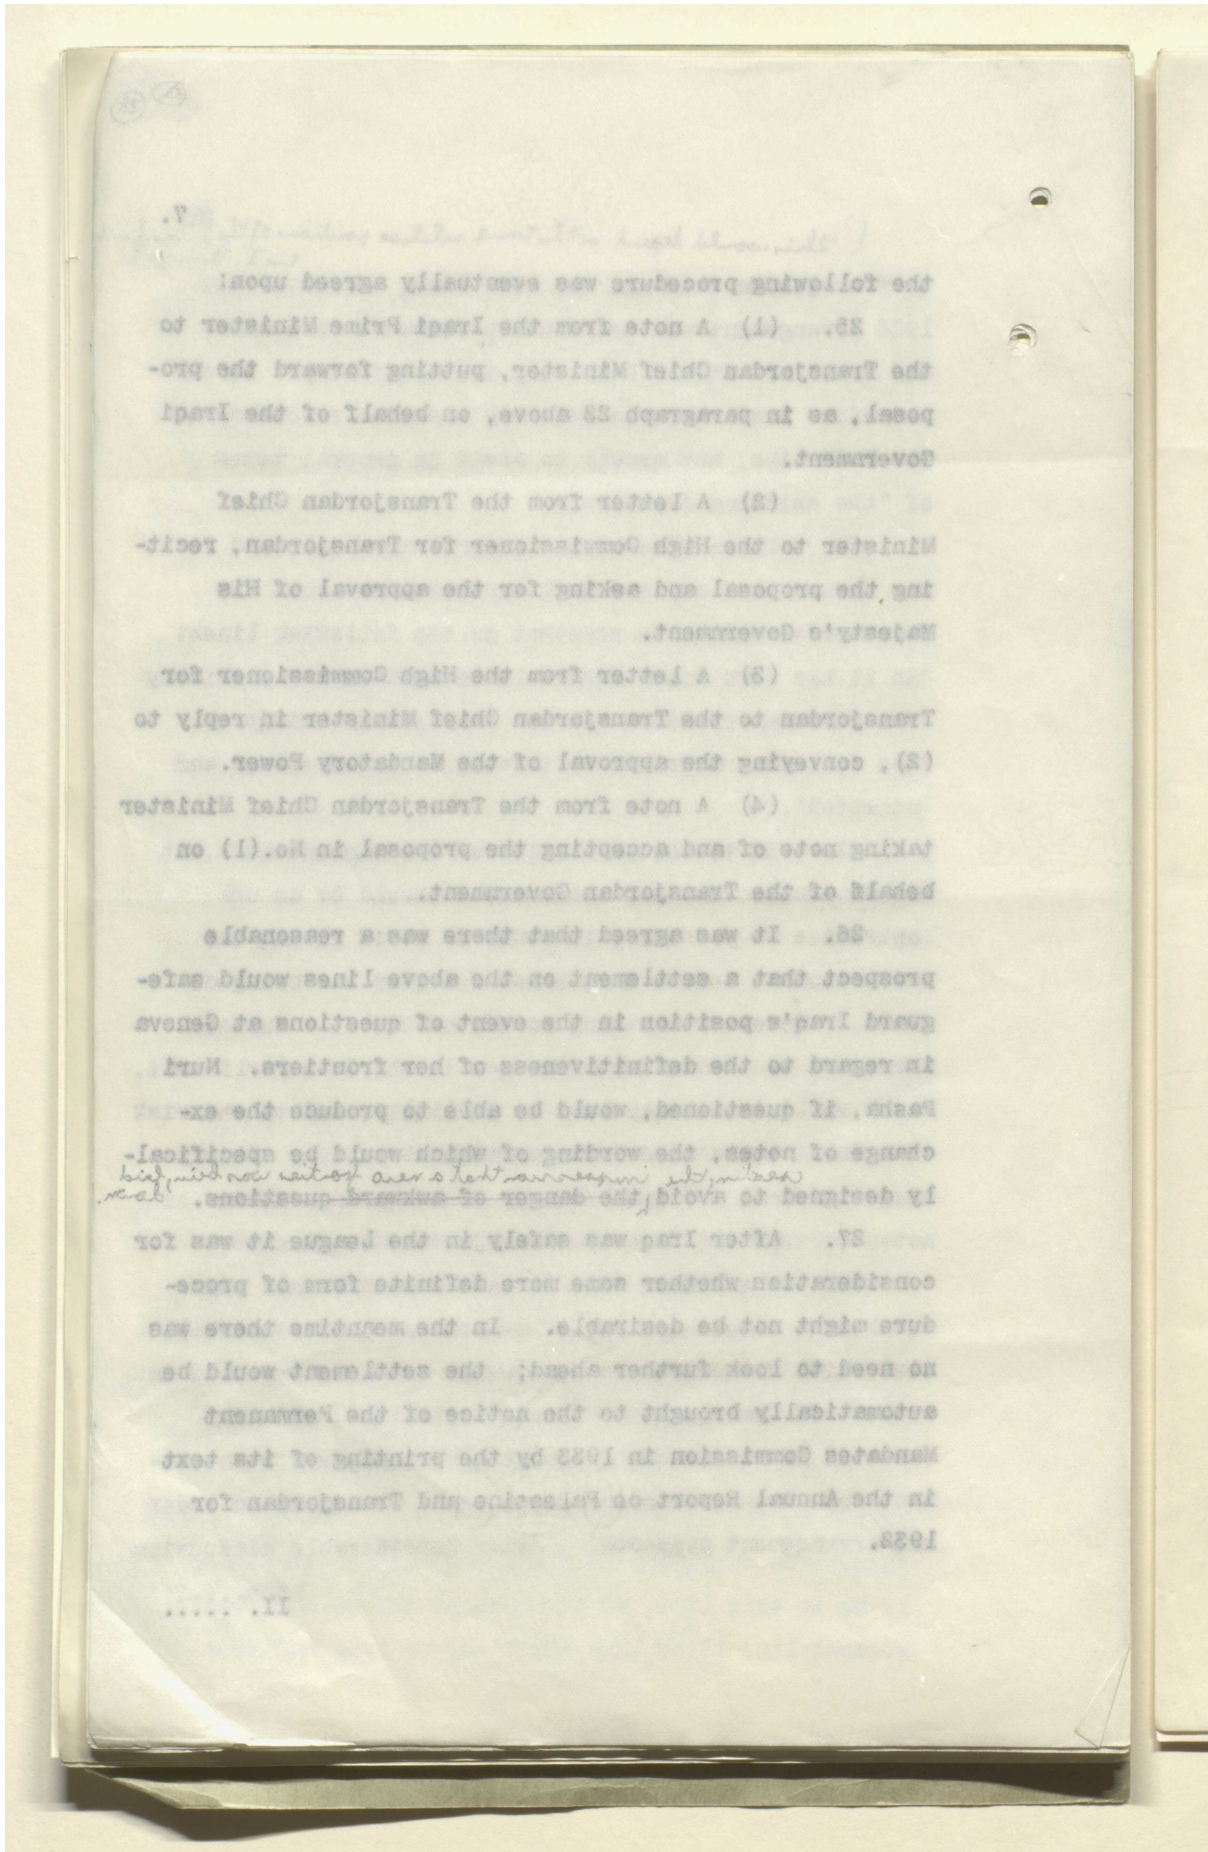 7.
the following procedure was eventually agreed upon:
25. (1) A note from the Iraqi Prime Minister to
the Transjordan Chief Minister, putting forward the pro-
posal, as in paragraph 22 above, on behalf of the Iraqi
Government.
(2) A letter from the Transjordan Chief
Minister to the High Commissioner for Transjordan, recit-
ing the proposal and asking for the approval of His
Majesty's Government.
(3) A letter from the High Commissioner for
Transjordan to the Transjordan Chief Minister in reply to
(2), conveying the approval of the Mandatory Power.
(4) A note from the Transjordan Chief Minister
taking note of and accepting the proposal in No.(1) on
behalf of the Transjordan Government.
26. It was agreed that there was a reasonable
prospect that a settlement on the above lines would safe-
guard Iraq's position in the event of questions at Geneva
in regard to the definitiveness of her frontiers. Nuri
Pasha, if questioned, would be able to produce the ex-
change of notes, the wording of which would be specifical-
the impression that a new frontier was being laid
ly designed to avoid the danger of awkward questions. down.
27. After Iraq was safely in the League it was for
consideration whether some more definite form of proce-
dure might not be desirable. In the meantime there was
no need to look further ahead; the settlement would be
automatically brought to the notice of the Permanent
Mandates Commission in 1933 by the printing of its text
in the Annual Report on Palestine and Transjordan for
1932.
II. .....